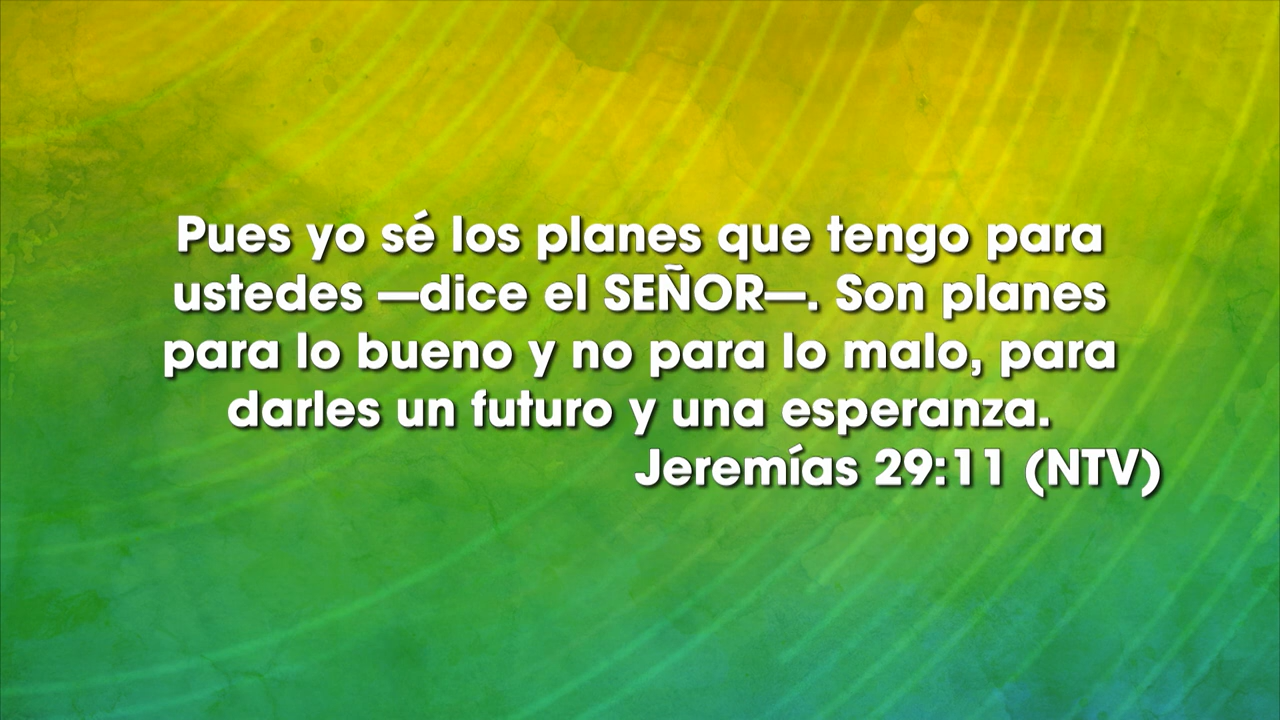 Pues yo sé los planes que tengo para
ustedes —dice el SEÑOR—. Son planes
para lo bueno y no para lo malo, para
darles un futuro y una esperanza.
Jeremías 29:11 (NTV)